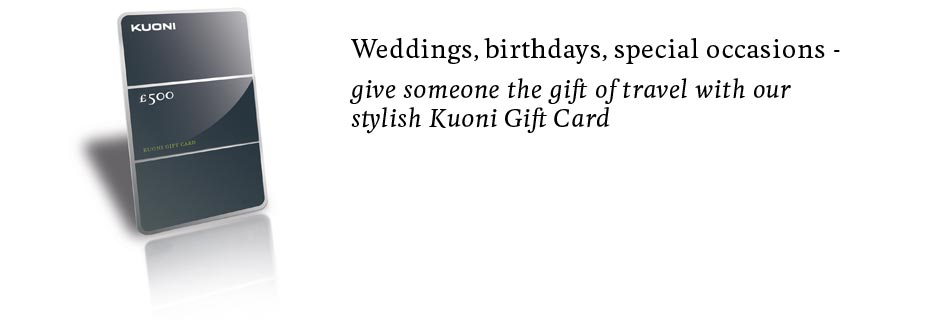 KUONI
£500
KUONI GIFT CARD
Weddings, birthdays, special occasions -
give someone the gift of travel with our
stylish Kuoni Gift Card